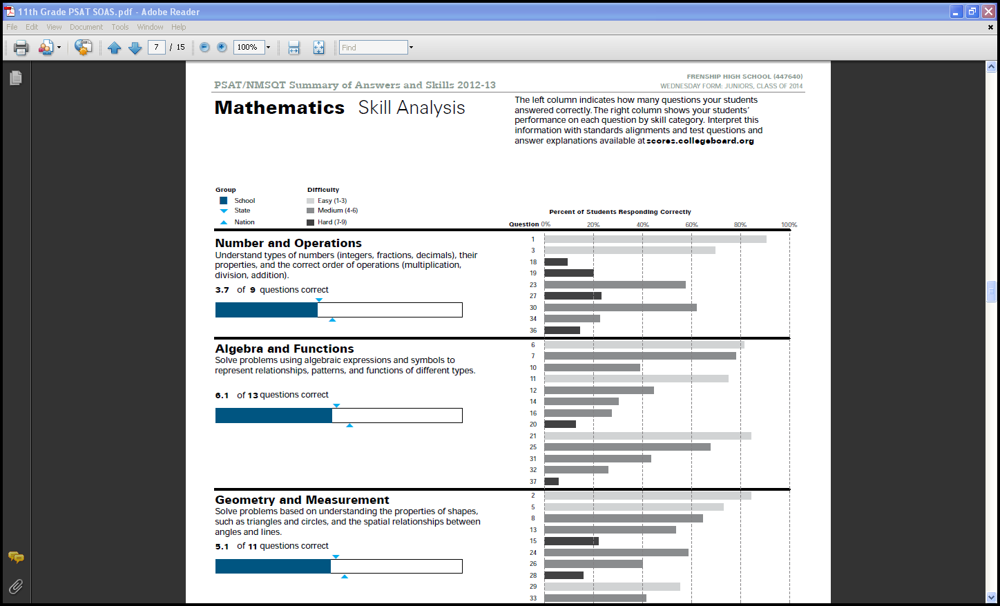 11th Grade PSAT SOAS.pdf - Adobe Reader
File Edit View Document Tools Window Help
7 / 15 100% Find
FRENSHIP HIGH SCHOOL (447640)
PSAT/NMSQT Summary of Answers and Skills 2012-13
WEDNESDAY FORM: JUNIORS, CLASS OF 2014
Mathematics Skill Analysis
The left column indicates how many questions your students
answered correctly. The right column shows your students'
performance on each question by skill category. Interpret this
information with standards alignments and test questions and
answer explanations available at scores.collegeboard.org
Group Difficulty
School Easy (1-3)
State Medium (4-6)
Nation Hard (7-9)
Percent of Students Responding Correctly
Question 0% 20% 40% 60% 80% 100%
Number and Operations
Understand types of numbers (integers, fractions, decimals), their
properties, and the correct order of operations (multiplication,
division, addition).
3.7 of 9 questions correct
1
3
18
19
23
27
30
34
36
Algebra and Functions
Solve problems using algebraic expressions and symbols to
represent relationships, patterns, and functions of different types.
6.1 of 13 questions correct
6
7
10
11
12
14
16
20
21
25
31
32
37
Geometry and Measurement
Solve problems based on understanding the properties of shapes,
such as triangles and circles, and the spatial relationships between
angles and lines.
5.1 of 11 questions correct
2
5
8
13
15
24
26
28
29
33